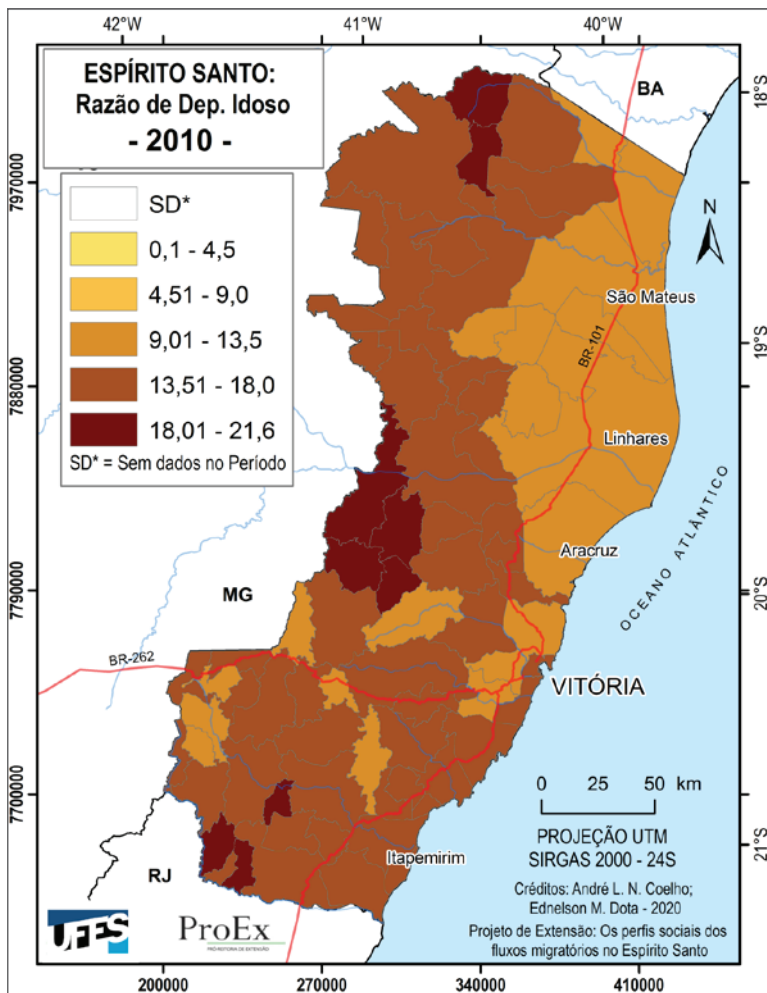 42°W
41°W
40°W
ESPÍRITO SANTO:
Razão de Dep. Idoso
- 2010 -
BA
18°S
7970000
SD*
0,1 - 4,5
4,51 - 9,0
9,01 - 13,5
13,51 - 18,0
18,01 - 21,6
SD* = Sem dados no Período
N
São Mateus
BR-101
19°S
7880000
Linhares
OCEANO ATLÂNTICO
Aracruz
MG
7790000
20°S
BR-262
VITÓRIA
0 25 50 km
7700000
PROJEÇÃO UTM
SIRGAS 2000 - 24S
21°S
Itapemirim
RJ
Créditos: André L. N. Coelho;
Ednelson M. Dota - 2020
Projeto de Extensão: Os perfis sociais dos
fluxos migratórios no Espírito Santo
UFES
ProEx
PRÓ-REITORIA DE EXTENSÃO
200000
270000
340000
410000